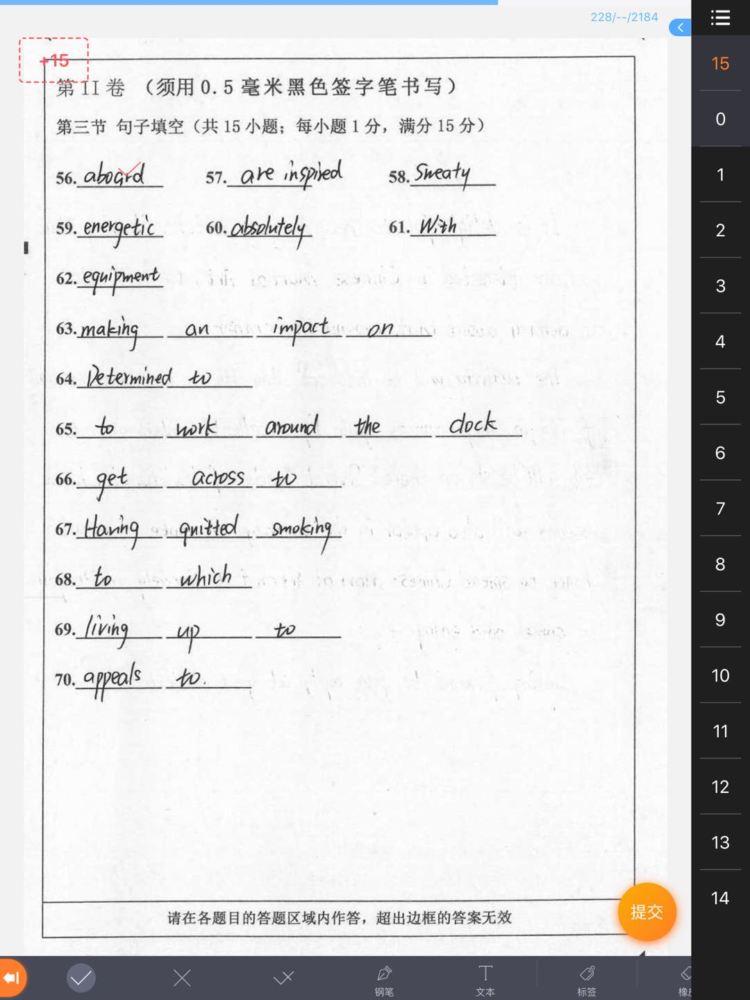 228/--/2184
+15
第 II 卷 （须用 0.5 毫米黑色签字笔书写）
第三节 句子填空（共 15 小题；每小题 1 分，满分 15 分）
56. aboard 57. are inspired 58. Sweaty
59. energetic 60. absolutely 61. With
62. equipment
63. making an impact on
64. Determined to
65. to work around the clock
66. get across to
67. Having quitted smoking
68. to which
69. living up to
70. appeals to.
请在各题目的答题区域内作答，超出边框的答案无效
提交
钢笔 文本 标签
15
0
1
2
3
4
5
6
7
8
9
10
11
12
13
14